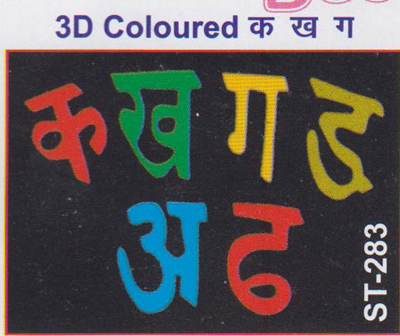 3D Coloured क ख ग
क ख ग ड
अ ढ
ST-283